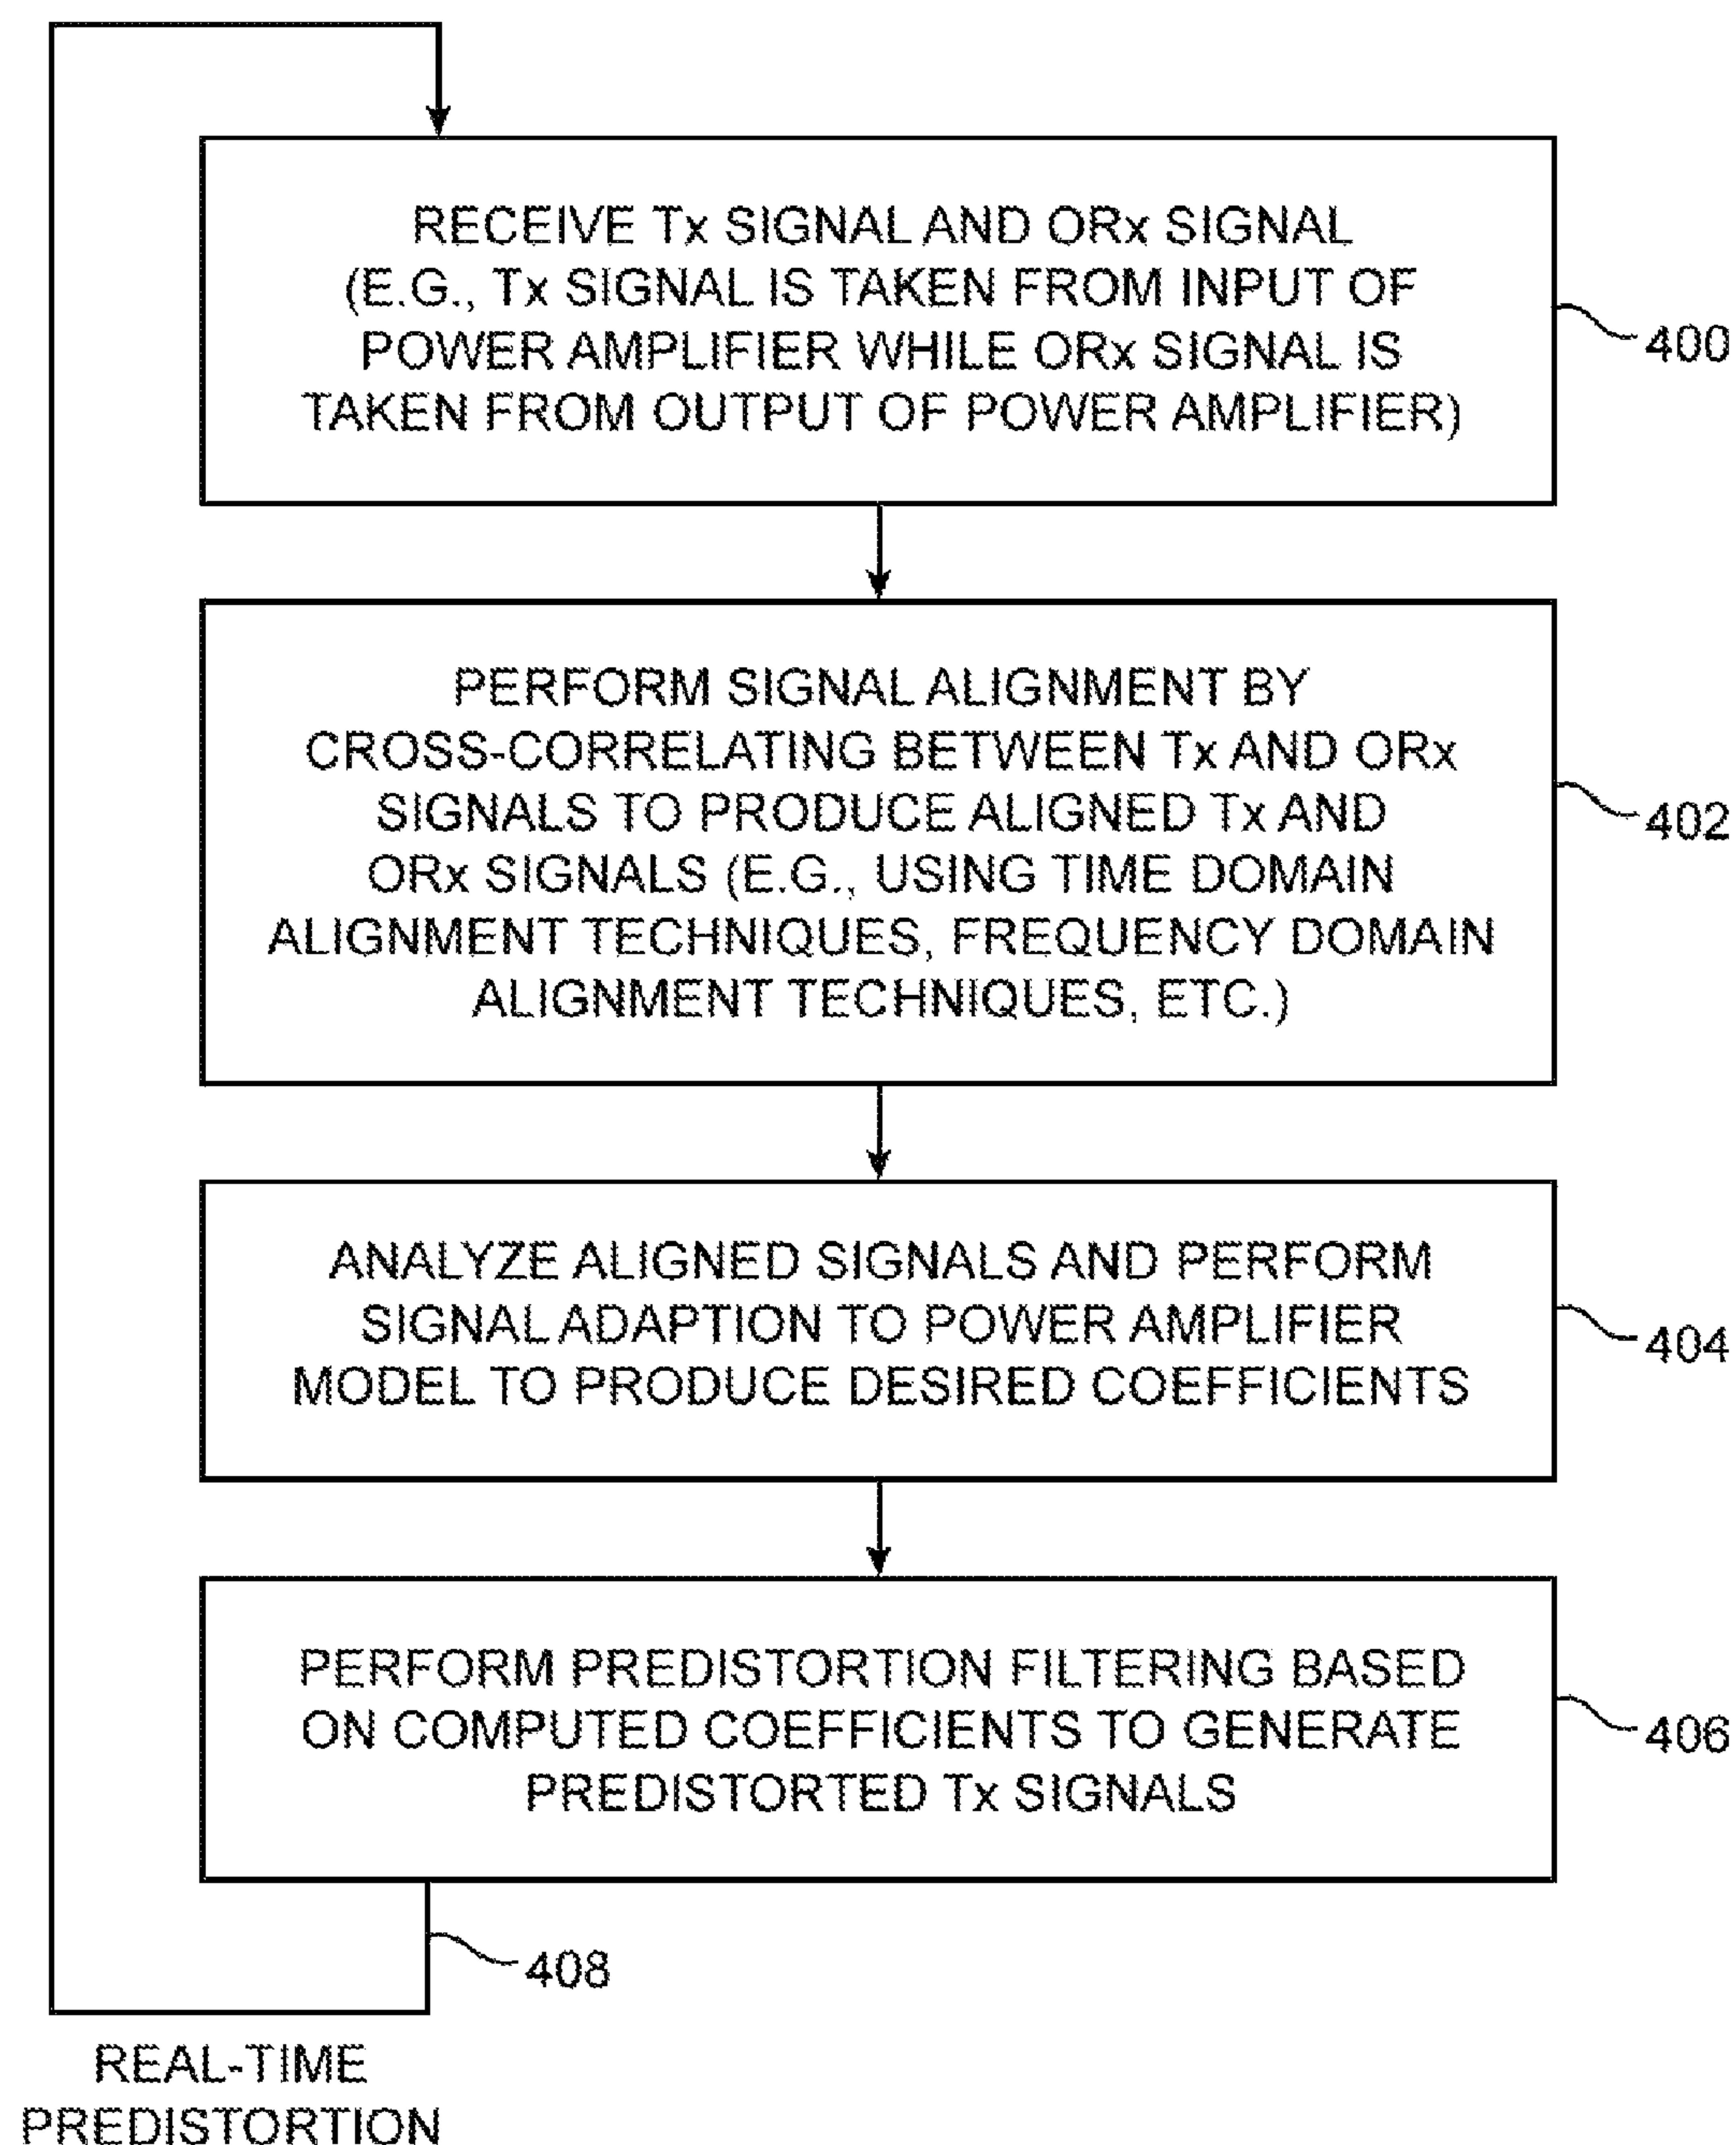 RECEIVE Tx SIGNAL AND ORx SIGNAL
(E.G., Tx SIGNAL IS TAKEN FROM INPUT OF
POWER AMPLIFIER WHILE ORx SIGNAL IS
TAKEN FROM OUTPUT OF POWER AMPLIFIER)
400
PERFORM SIGNAL ALIGNMENT BY
CROSS-CORRELATING BETWEEN Tx AND ORx
SIGNALS TO PRODUCE ALIGNED Tx AND
ORx SIGNALS (E.G., USING TIME DOMAIN
ALIGNMENT TECHNIQUES, FREQUENCY DOMAIN
ALIGNMENT TECHNIQUES, ETC.)
402
ANALYZE ALIGNED SIGNALS AND PERFORM
SIGNAL ADAPTION TO POWER AMPLIFIER
MODEL TO PRODUCE DESIRED COEFFICIENTS
404
PERFORM PREDISTORTION FILTERING BASED
ON COMPUTED COEFFICIENTS TO GENERATE
PREDISTORTED Tx SIGNALS
406
408
REAL-TIME
PREDISTORTION